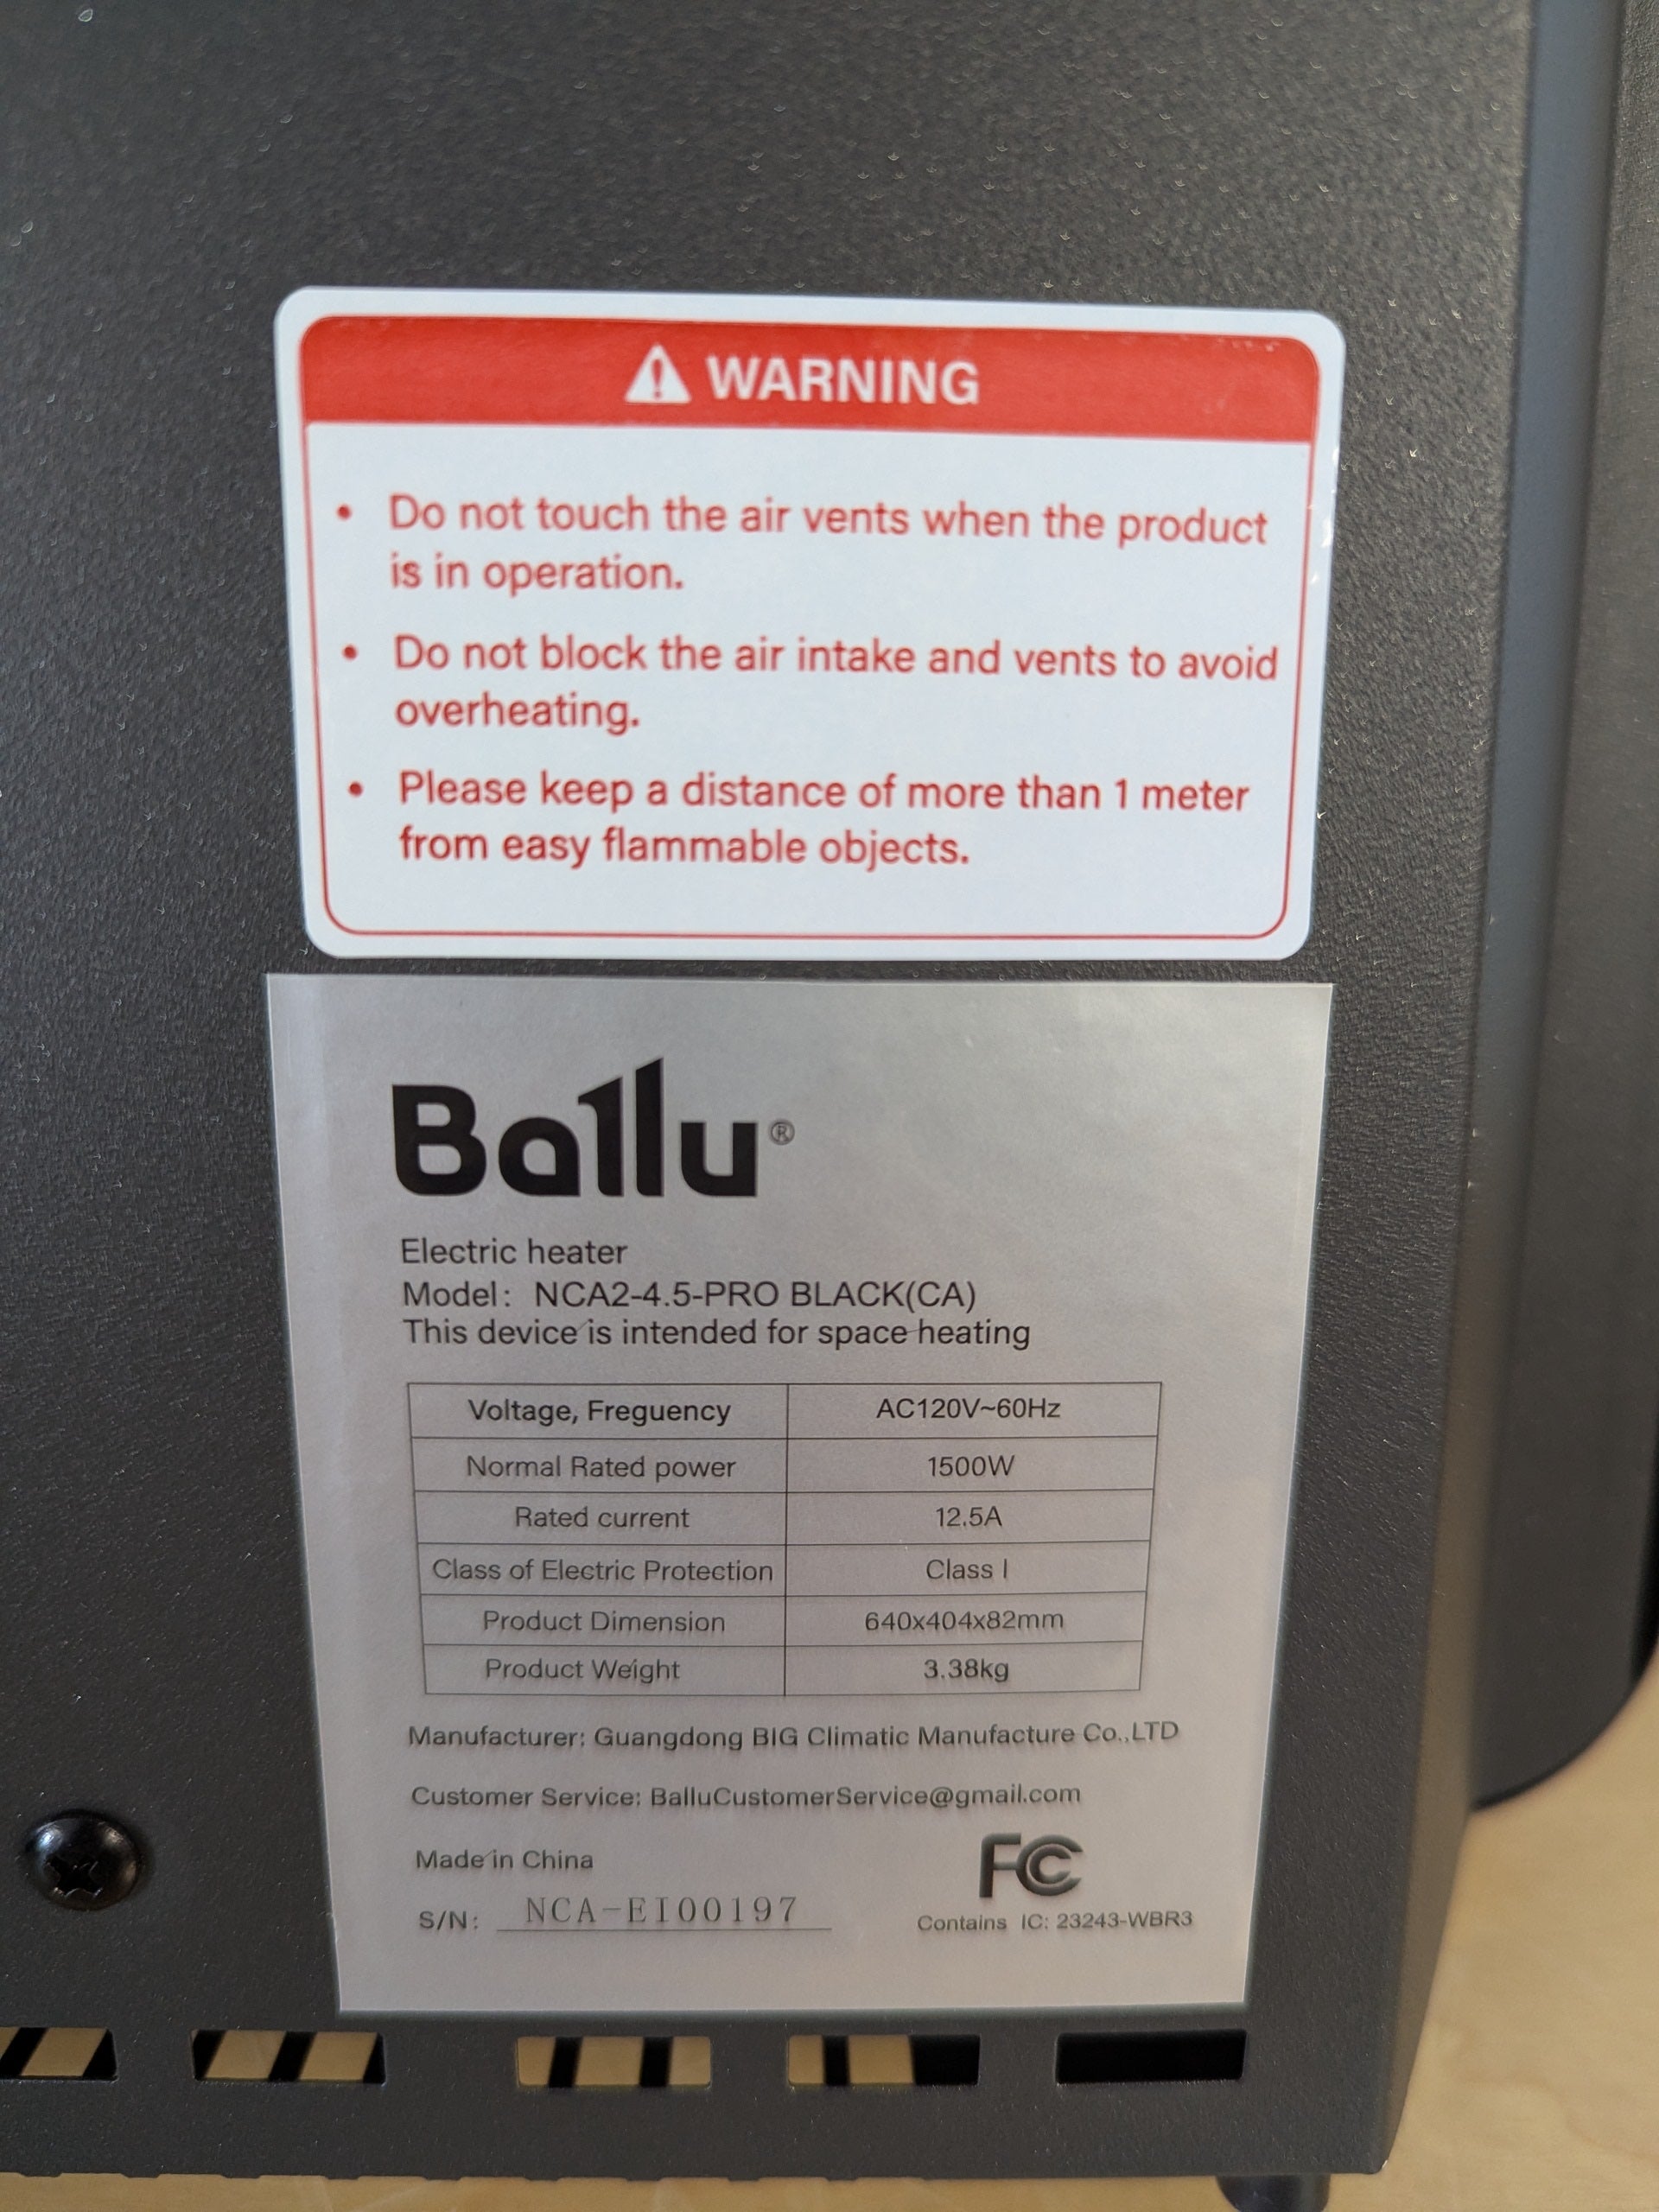 WARNING
• Do not touch the air vents when the product
is in operation.
• Do not block the air intake and vents to avoid
overheating.
• Please keep a distance of more than 1 meter
from easy flammable objects.
Ballu®
Electric heater
Model: NCA2-4.5-PRO BLACK(CA)
This device is intended for space heating
Voltage, Freguency AC120V~60Hz
Normal Rated power 1500W
Rated current 12.5A
Class of Electric Protection Class I
Product Dimension 640x404x82mm
Product Weight 3.38kg
Manufacturer: Guangdong BIG Climatic Manufacture Co.,LTD
Customer Service: BalluCustomerService@gmail.com
Made in China
FC
S/N: NCA-EI00197
Contains IC: 23243-WBR3